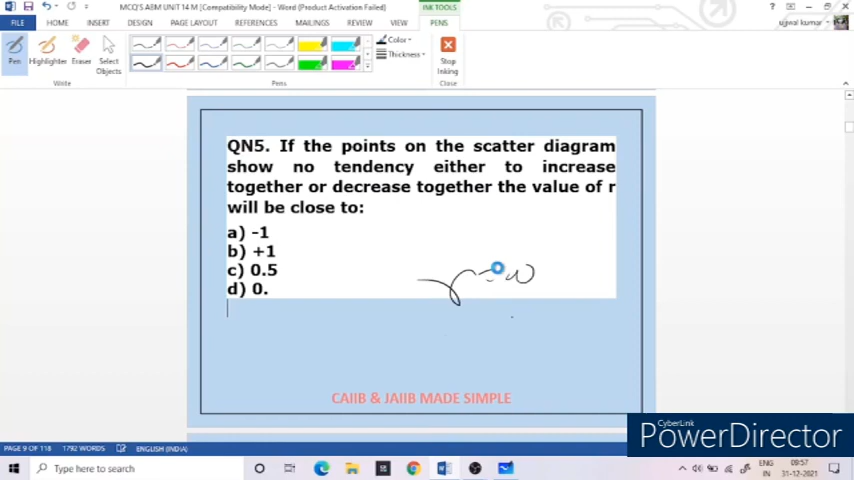 MCQ'S ABM UNIT 14 M [Compatibility Mode] - Word (Product Activation Failed)
INK TOOLS
FILE HOME INSERT DESIGN PAGE LAYOUT REFERENCES MAILINGS REVIEW VIEW PENS
ujjwal kumar
Pen Highlighter Eraser Select Objects
Color
Thickness
Stop Inking
Write Pens Close
QN5. If the points on the scatter diagram
show no tendency either to increase
together or decrease together the value of r
will be close to:
a) -1
b) +1
c) 0.5
d) 0.
CAIIB & JAIIB MADE SIMPLE
CyberLink
PowerDirector
PAGE 9 OF 118 1792 WORDS ENGLISH (INDIA)
Type here to search
ENG 09:57
IN 31-12-2021